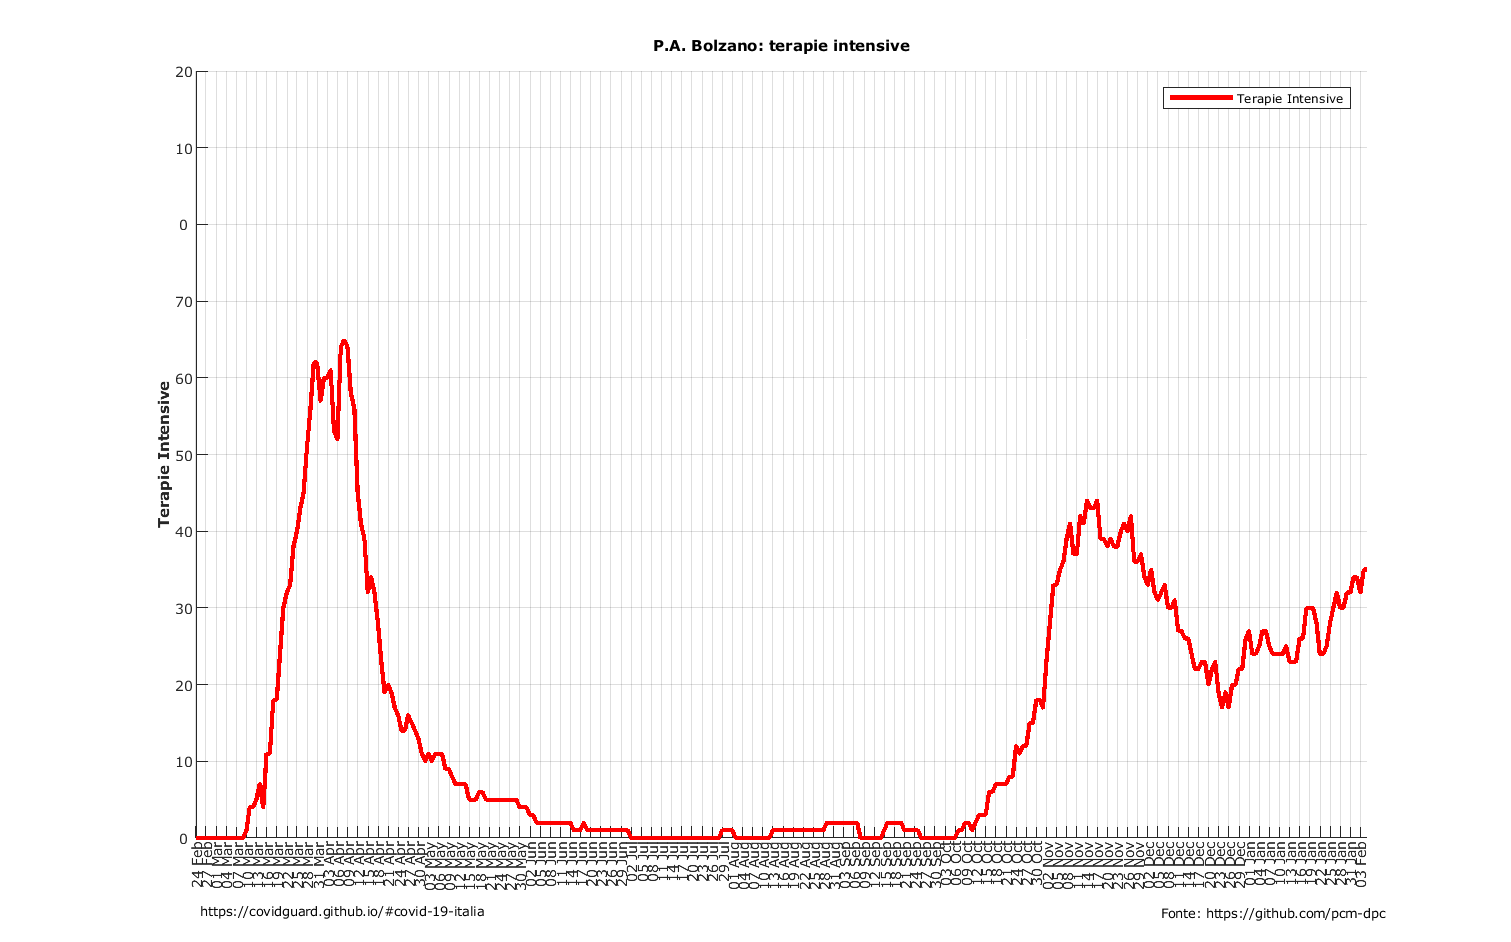 P.A. Bolzano: terapie intensive
Terapie Intensive
20
10
0
70
60
50
40
30
20
10
0
Terapie Intensive
24 Feb
27 Feb
01 Mar
04 Mar
07 Mar
10 Mar
13 Mar
16 Mar
19 Mar
22 Mar
25 Mar
28 Mar
31 Mar
03 Apr
06 Apr
09 Apr
12 Apr
15 Apr
18 Apr
21 Apr
24 Apr
27 Apr
30 Apr
03 May
06 May
09 May
12 May
15 May
18 May
21 May
24 May
27 May
30 May
02 Jun
05 Jun
08 Jun
11 Jun
14 Jun
17 Jun
20 Jun
23 Jun
26 Jun
29 Jun
02 Jul
05 Jul
08 Jul
11 Jul
14 Jul
17 Jul
20 Jul
23 Jul
26 Jul
29 Jul
01 Aug
04 Aug
07 Aug
10 Aug
13 Aug
16 Aug
19 Aug
22 Aug
25 Aug
28 Aug
31 Aug
03 Sep
06 Sep
09 Sep
12 Sep
15 Sep
18 Sep
21 Sep
24 Sep
27 Sep
30 Sep
03 Oct
06 Oct
09 Oct
12 Oct
15 Oct
18 Oct
21 Oct
24 Oct
27 Oct
30 Oct
02 Nov
05 Nov
08 Nov
11 Nov
14 Nov
17 Nov
20 Nov
23 Nov
26 Nov
29 Nov
02 Dec
05 Dec
08 Dec
11 Dec
14 Dec
17 Dec
20 Dec
23 Dec
26 Dec
29 Dec
01 Jan
04 Jan
07 Jan
10 Jan
13 Jan
16 Jan
19 Jan
22 Jan
25 Jan
28 Jan
31 Jan
03 Feb
https://covidguard.github.io/#covid-19-italia
Fonte: https://github.com/pcm-dpc